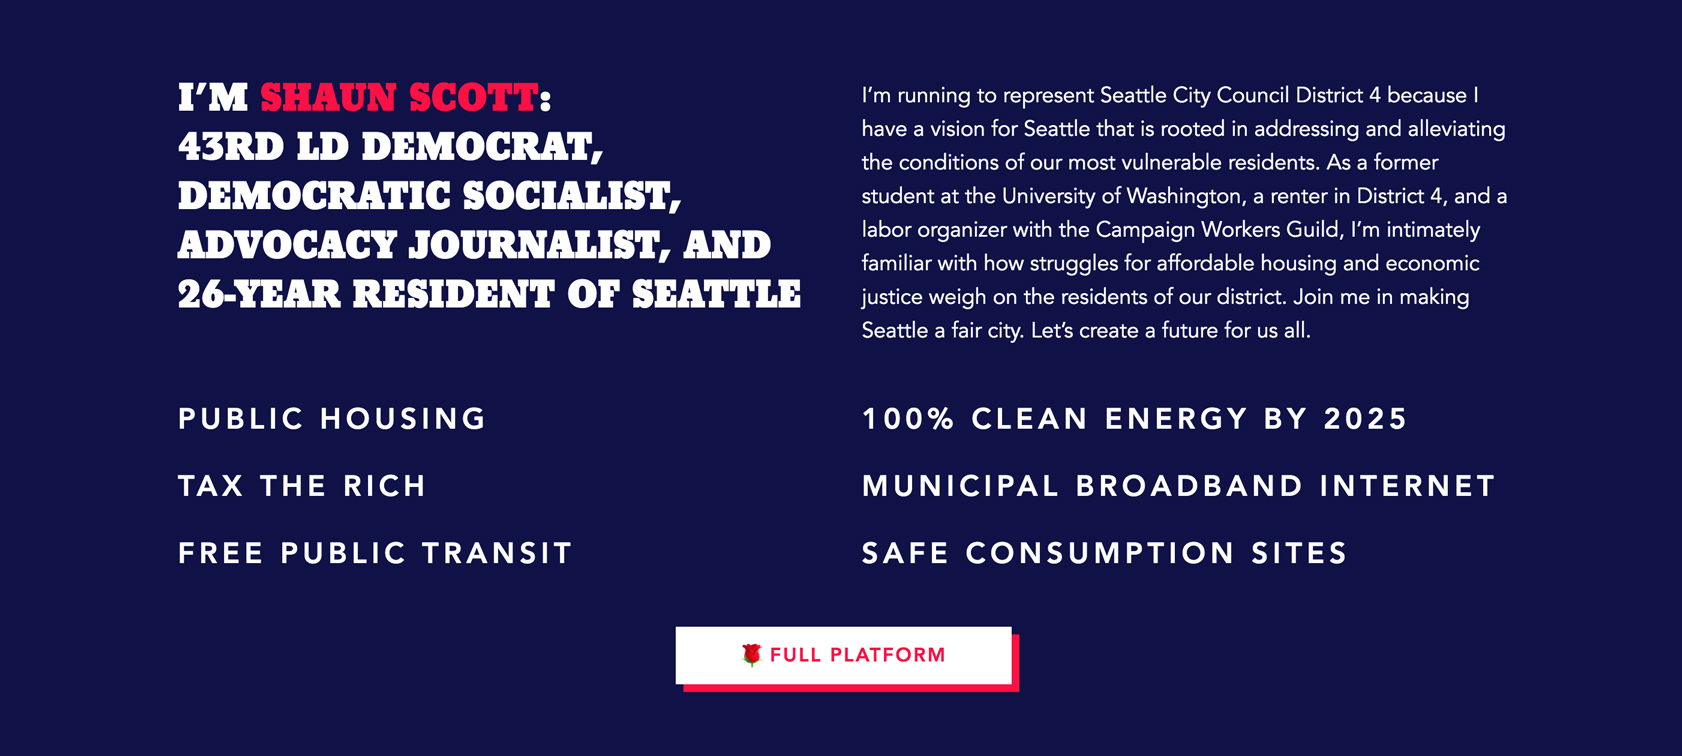 I’M SHAUN SCOTT:
43RD LD DEMOCRAT,
DEMOCRATIC SOCIALIST,
ADVOCACY JOURNALIST, AND
26-YEAR RESIDENT OF SEATTLE
I’m running to represent Seattle City Council District 4 because I
have a vision for Seattle that is rooted in addressing and alleviating
the conditions of our most vulnerable residents. As a former
student at the University of Washington, a renter in District 4, and a
labor organizer with the Campaign Workers Guild, I’m intimately
familiar with how struggles for affordable housing and economic
justice weigh on the residents of our district. Join me in making
Seattle a fair city. Let’s create a future for us all.
PUBLIC HOUSING
TAX THE RICH
FREE PUBLIC TRANSIT
100% CLEAN ENERGY BY 2025
MUNICIPAL BROADBAND INTERNET
SAFE CONSUMPTION SITES
🌹 FULL PLATFORM